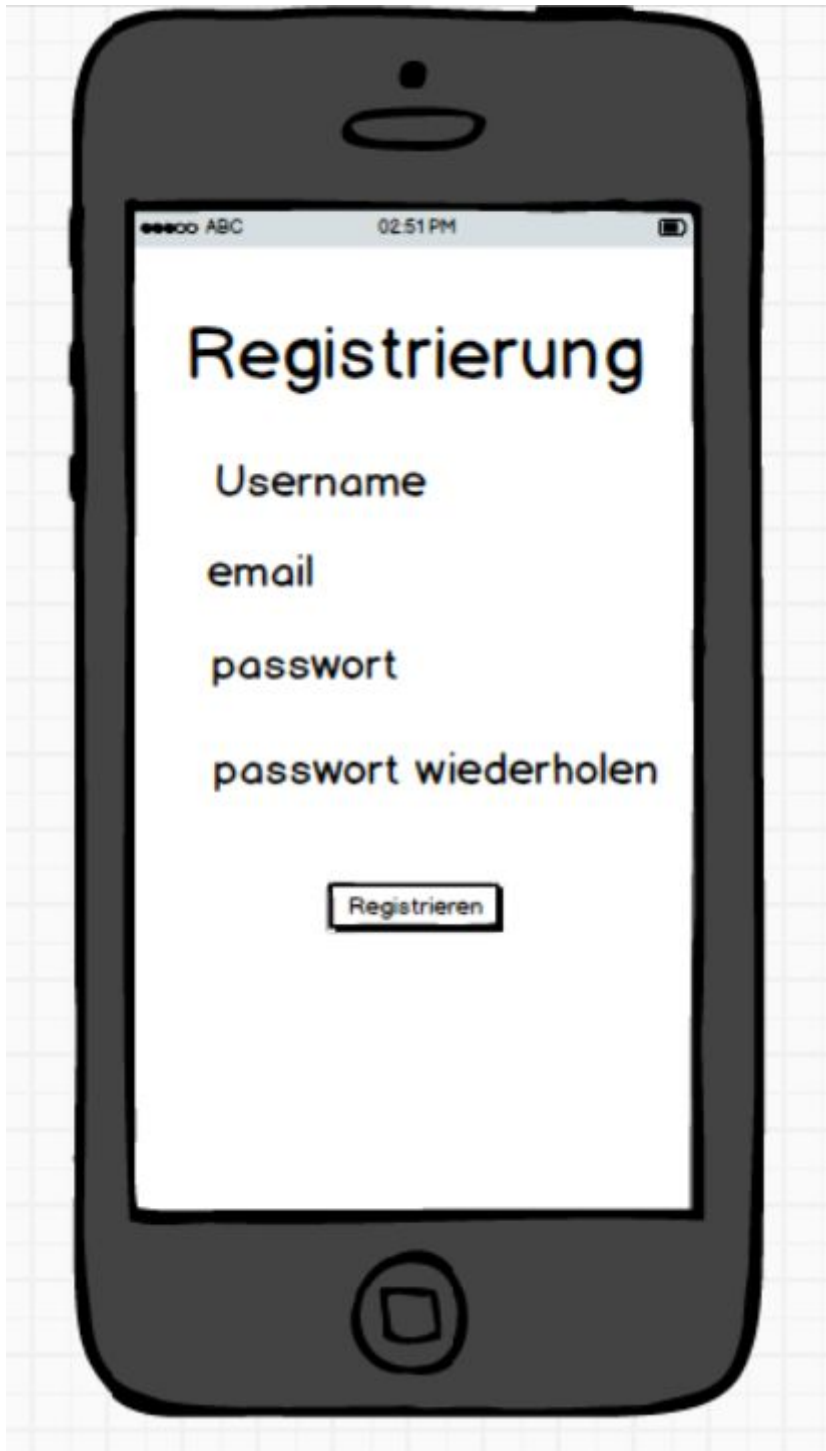 ABC 02:51 PM
Registrierung
Username
email
passwort
passwort wiederholen
Registrieren